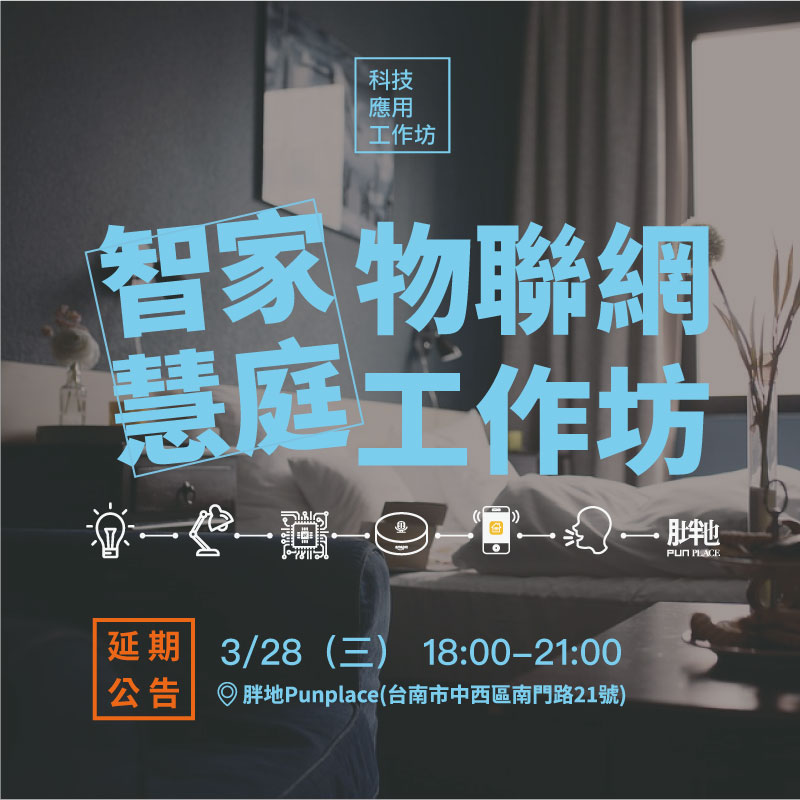 科技
應用
工作坊
智慧
家庭
物聯網
工作坊
胖地
PUN PLACE
延期
公告
3/28（三） 18:00–21:00
胖地Punplace(台南市中西區南門路21號)